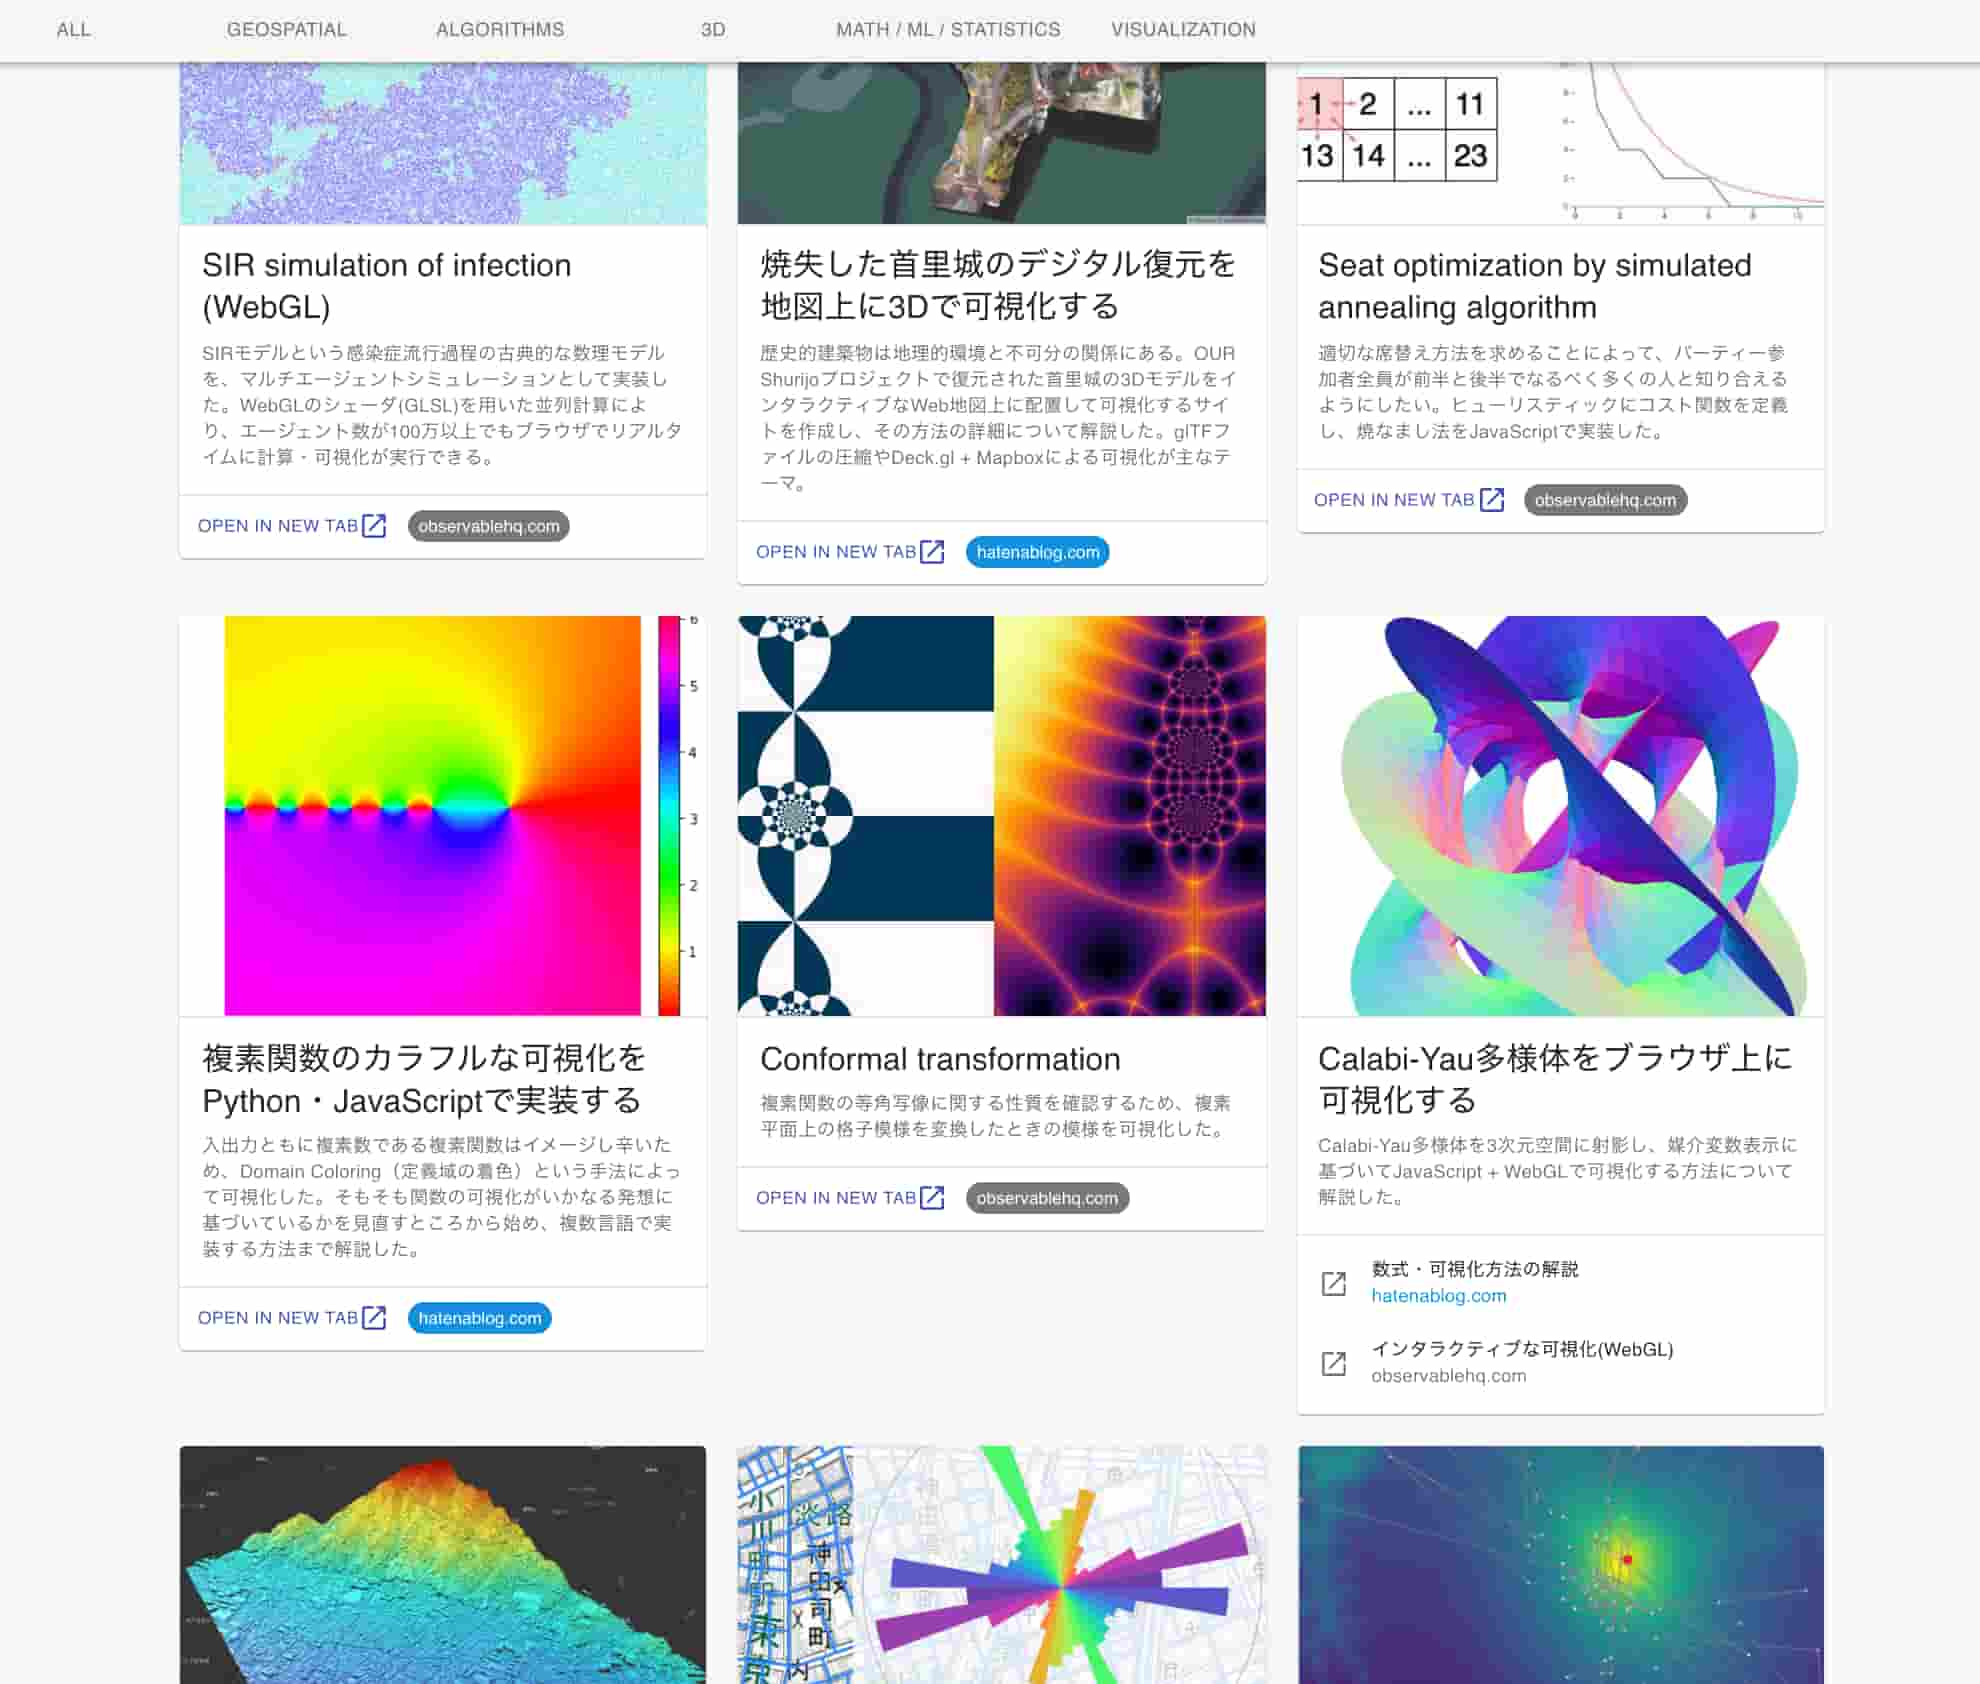 ALL
GEOSPATIAL
ALGORITHMS
3D
MATH / ML / STATISTICS
VISUALIZATION
1 2 ... 11
13 14 ... 23
0 2 4 6 8 10
SIR simulation of infection
(WebGL)
SIRモデルという感染症流行過程の古典的な数理モデル
を、マルチエージェントシミュレーションとして実装し
た。WebGLのシェーダ(GLSL)を用いた並列計算によ
り、エージェント数が100万以上でもブラウザでリアルタ
イムに計算・可視化が実行できる。
OPEN IN NEW TAB
observablehq.com
焼失した首里城のデジタル復元を
地図上に3Dで可視化する
歴史的建築物は地理的環境と不可分の関係にある。OUR
Shurijoプロジェクトで復元された首里城の3Dモデルをイ
ンタラクティブなWeb地図上に配置して可視化するサイ
トを作成し、その方法の詳細について解説した。glTFフ
ァイルの圧縮やDeck.gl + Mapboxによる可視化が主なテ
ーマ。
OPEN IN NEW TAB
hatenablog.com
Seat optimization by simulated
annealing algorithm
適切な席替え方法を求めることによって、パーティー参
加者全員が前半と後半でなるべく多くの人と知り合える
ようにしたい。ヒューリスティックにコスト関数を定義
し、焼なまし法をJavaScriptで実装した。
OPEN IN NEW TAB
observablehq.com
6
5
4
3
2
1
複素関数のカラフルな可視化を
Python・JavaScriptで実装する
入出力ともに複素数である複素関数はイメージし辛いた
め、Domain Coloring（定義域の着色）という手法によっ
て可視化した。そもそも関数の可視化がいかなる発想に
基づいているかを見直すところから始め、複数言語で実
装する方法まで解説した。
OPEN IN NEW TAB
hatenablog.com
Conformal transformation
複素関数の等角写像に関する性質を確認するため、複素
平面上の格子模様を変換したときの模様を可視化した。
OPEN IN NEW TAB
observablehq.com
Calabi-Yau多様体をブラウザ上に
可視化する
Calabi-Yau多様体を3次元空間に射影し、媒介変数表示に
基づいてJavaScript + WebGLで可視化する方法について
解説した。
数式・可視化方法の解説
hatenablog.com
インタラクティブな可視化(WebGL)
observablehq.com
小川町駅
淡路
神田司町
東京
内